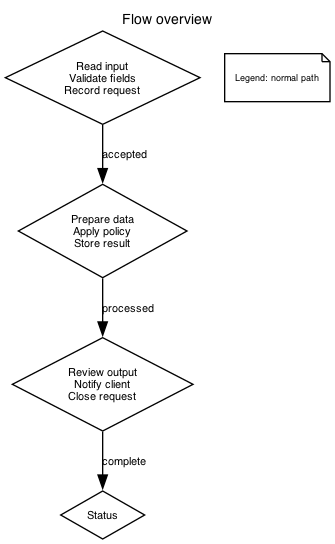 Flow overview
Read input
Validate fields
Record request
Legend: normal path
accepted
Prepare data
Apply policy
Store result
processed
Review output
Notify client
Close request
complete
Status